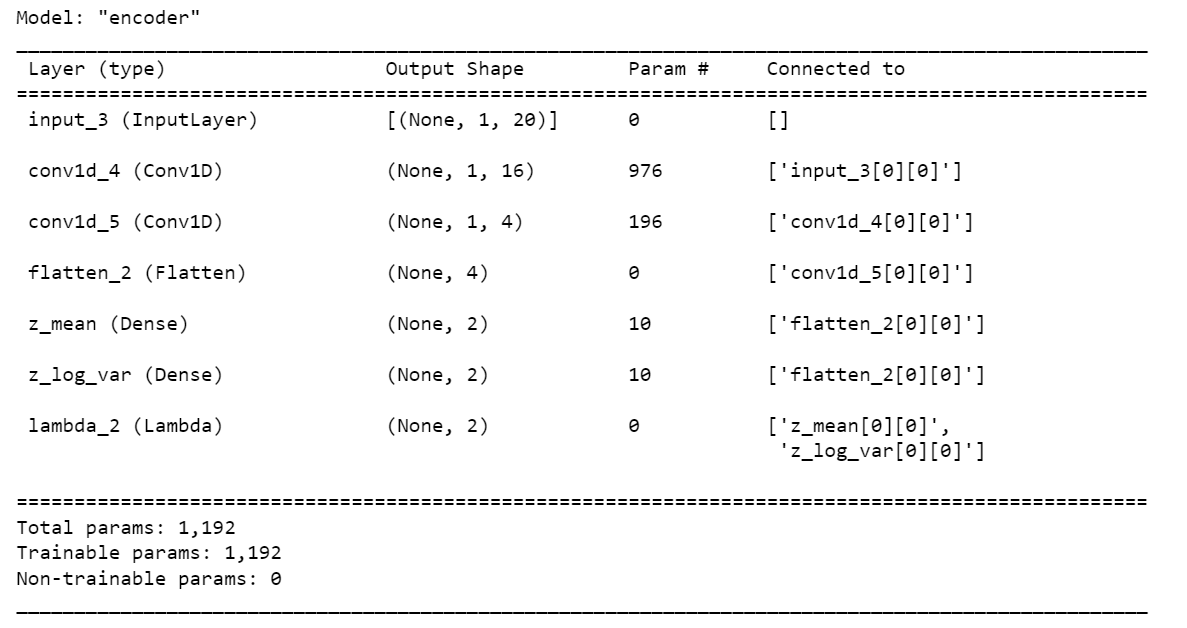 Model: "encoder"
Layer (type) Output Shape Param # Connected to
input_3 (InputLayer) [(None, 1, 20)] 0 []
conv1d_4 (Conv1D) (None, 1, 16) 976 ['input_3[0][0]']
conv1d_5 (Conv1D) (None, 1, 4) 196 ['conv1d_4[0][0]']
flatten_2 (Flatten) (None, 4) 0 ['conv1d_5[0][0]']
z_mean (Dense) (None, 2) 10 ['flatten_2[0][0]']
z_log_var (Dense) (None, 2) 10 ['flatten_2[0][0]']
lambda_2 (Lambda) (None, 2) 0 ['z_mean[0][0]',
'z_log_var[0][0]']
Total params: 1,192
Trainable params: 1,192
Non-trainable params: 0